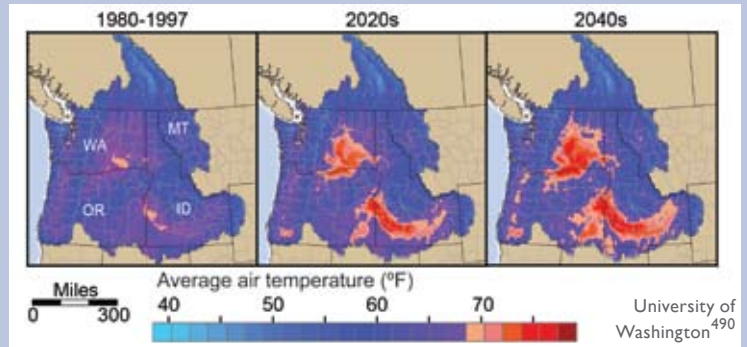 1980-1997 2020s 2040s
WA MT
OR ID
Average air temperature (ºF)
Miles
0 300
40 50 60 70
University of
Washington490